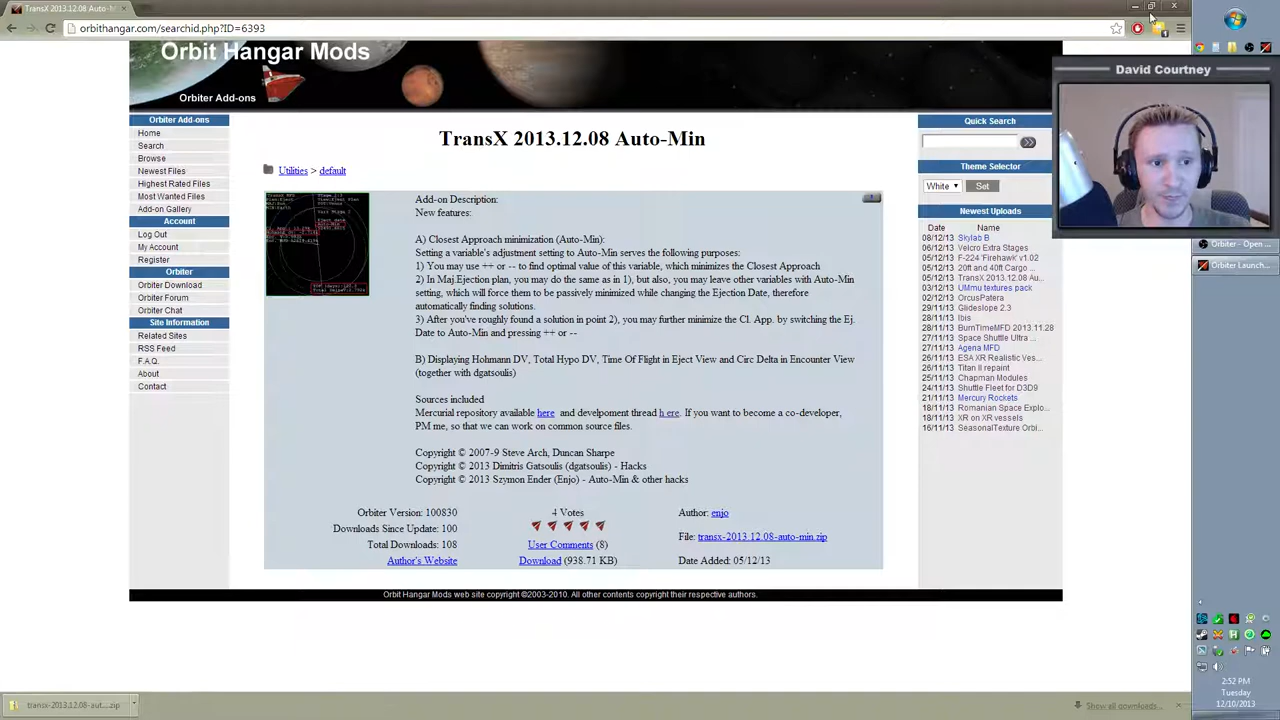 TransX 2013.12.08 Auto-M
orbithangar.com/searchid.php?ID=6393
Orbit Hangar Mods
Orbiter Add-ons
David Courtney
Orbiter Add-ons
Home
Search
Browse
Newest Files
Highest Rated Files
Most Wanted Files
Add-on Gallery
Account
Log Out
My Account
Register
Orbiter
Orbiter Download
Orbiter Forum
Orbiter Chat
Site Information
Related Sites
RSS Feed
F.A.Q.
About
Contact
TransX 2013.12.08 Auto-Min
Utilities > default
Add-on Description:
New features:
A) Closest Approach minimization (Auto-Min):
Setting a variable's adjustment setting to Auto-Min serves the following purposes:
1) You may use ++ or -- to find optimal value of this variable, which minimizes the Closest Approach
2) In Maj.Ejection plan, you may do the same as in 1), but also, you may leave other variables with Auto-Min
setting, which will force them to be passively minimized while changing the Ejection Date, therefore
automatically finding solutions.
3) After you've roughly found a solution in point 2), you may further minimize the Cl. App. by switching the Ej.
Date to Auto-Min and pressing ++ or --
B) Displaying Hohmann DV, Total Hypo DV, Time Of Flight in Eject View and Circ Delta in Encounter View
(together with dgatsoulis)
Sources included
Mercurial repository available here and develpoment thread h ere. If you want to become a co-developer,
PM me, so that we can work on common source files.
Copyright © 2007-9 Steve Arch, Duncan Sharpe
Copyright © 2013 Dimitris Gatsoulis (dgatsoulis) - Hacks
Copyright © 2013 Szymon Ender (Enjo) - Auto-Min & other hacks
Orbiter Version: 100830
Downloads Since Update: 100
Total Downloads: 108
Author's Website
4 Votes
User Comments (8)
Download (938.71 KB)
Author: enjo
File: transx-2013.12.08-auto-min.zip
Date Added: 05/12/13
Quick Search
Theme Selector
White
Set
Newest Uploads
Date Name
08/12/13 Skylab B
05/12/13 Velcro Extra Stages
05/12/13 F-224 'Firehawk' v1.02
05/12/13 20ft and 40ft Cargo ...
05/12/13 TransX 2013.12.08 Au...
03/12/13 UMmu textures pack
02/12/13 OrcusPatera
29/11/13 Glideslope 2.3
28/11/13 Ibis
28/11/13 BurnTimeMFD 2013.11.28
27/11/13 Space Shuttle Ultra ...
27/11/13 Agena MFD
26/11/13 ESA XR Realistic Ves...
26/11/13 Titan II repaint
25/11/13 Chapman Modules
24/11/13 Shuttle Fleet for D3D9
21/11/13 Mercury Rockets
18/11/13 Romanian Space Explo...
18/11/13 XR on XR vessels
16/11/13 SeasonalTexture Orbi...
Orbit Hangar Mods web site copyright ©2003-2010. All other contents copyright their respective authors.
Orbiter - Open ...
Orbiter Launch...
transx-2013.12.08-aut....zip
Show all downloads...
2:52 PM
Tuesday
12/10/2013